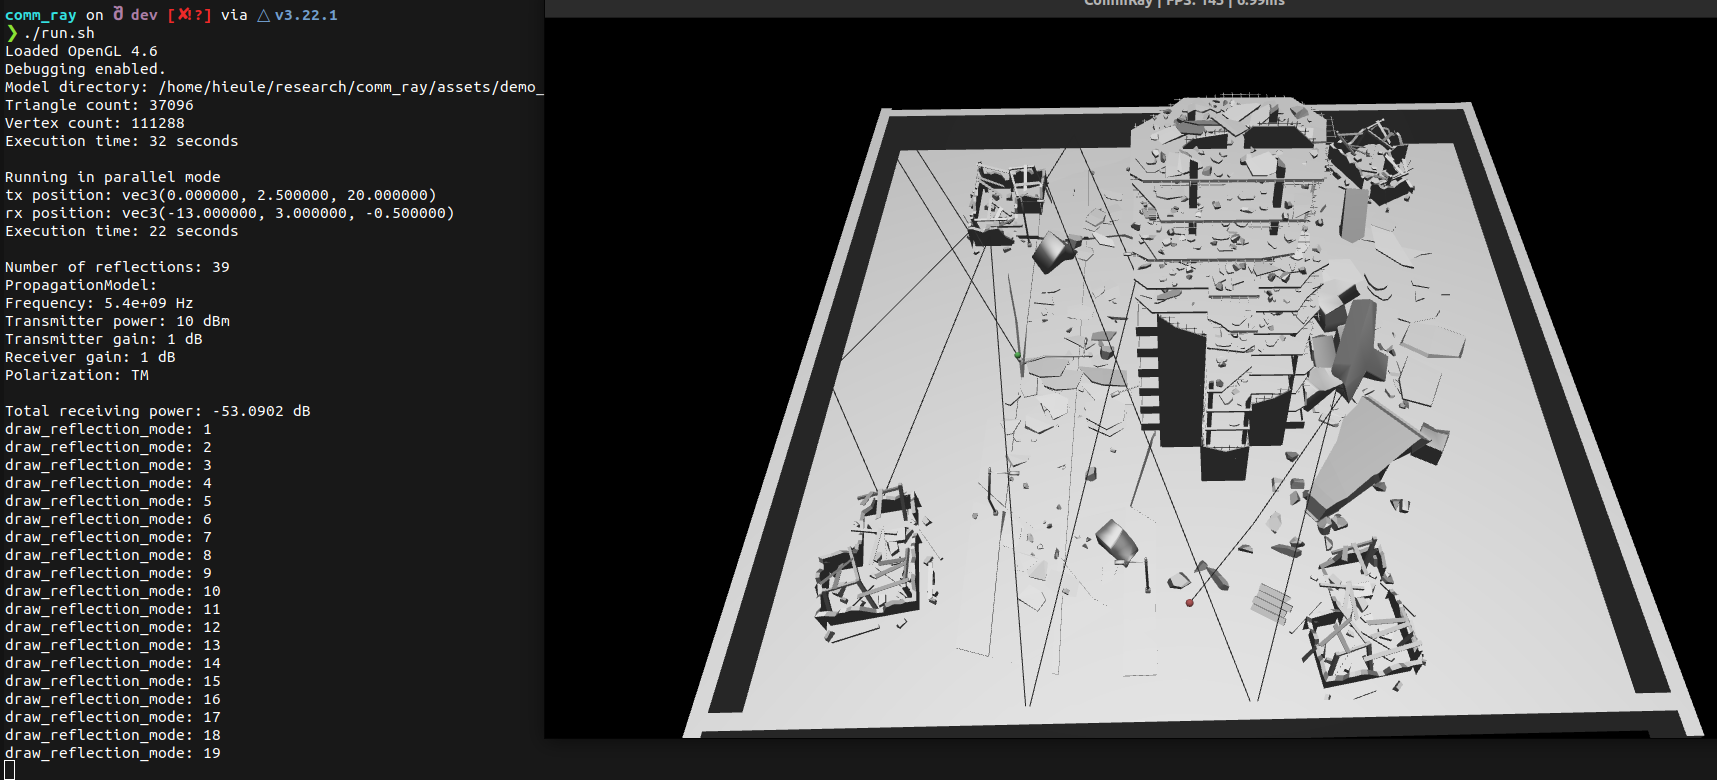 comm_ray on dev [✘!?] via △ v3.22.1
❯ ./run.sh
Loaded OpenGL 4.6
Debugging enabled.
Model directory: /home/hieule/research/comm_ray/assets/demo_
Triangle count: 37096
Vertex count: 111288
Execution time: 32 seconds
Running in parallel mode
tx position: vec3(0.000000, 2.500000, 20.000000)
rx position: vec3(-13.000000, 3.000000, -0.500000)
Execution time: 22 seconds
Number of reflections: 39
PropagationModel:
Frequency: 5.4e+09 Hz
Transmitter power: 10 dBm
Transmitter gain: 1 dB
Receiver gain: 1 dB
Polarization: TM
Total receiving power: -53.0902 dB
draw_reflection_mode: 1
draw_reflection_mode: 2
draw_reflection_mode: 3
draw_reflection_mode: 4
draw_reflection_mode: 5
draw_reflection_mode: 6
draw_reflection_mode: 7
draw_reflection_mode: 8
draw_reflection_mode: 9
draw_reflection_mode: 10
draw_reflection_mode: 11
draw_reflection_mode: 12
draw_reflection_mode: 13
draw_reflection_mode: 14
draw_reflection_mode: 15
draw_reflection_mode: 16
draw_reflection_mode: 17
draw_reflection_mode: 18
draw_reflection_mode: 19
CommRay | FPS: 143 | 6.99ms